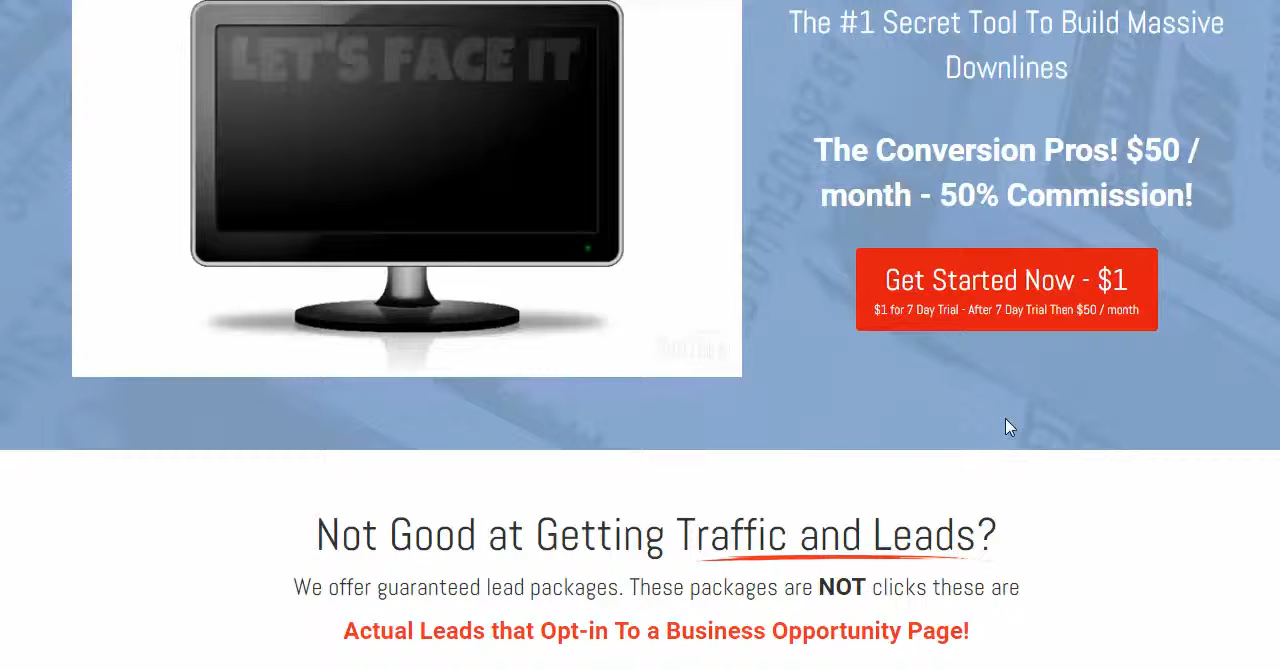 LET'S FACE IT
The #1 Secret Tool To Build Massive
Downlines
The Conversion Pros! $50 /
month - 50% Commission!
Get Started Now - $1
$1 for 7 Day Trial - After 7 Day Trial Then $50 / month
Not Good at Getting Traffic and Leads?
We offer guaranteed lead packages. These packages are NOT clicks these are
Actual Leads that Opt-in To a Business Opportunity Page!